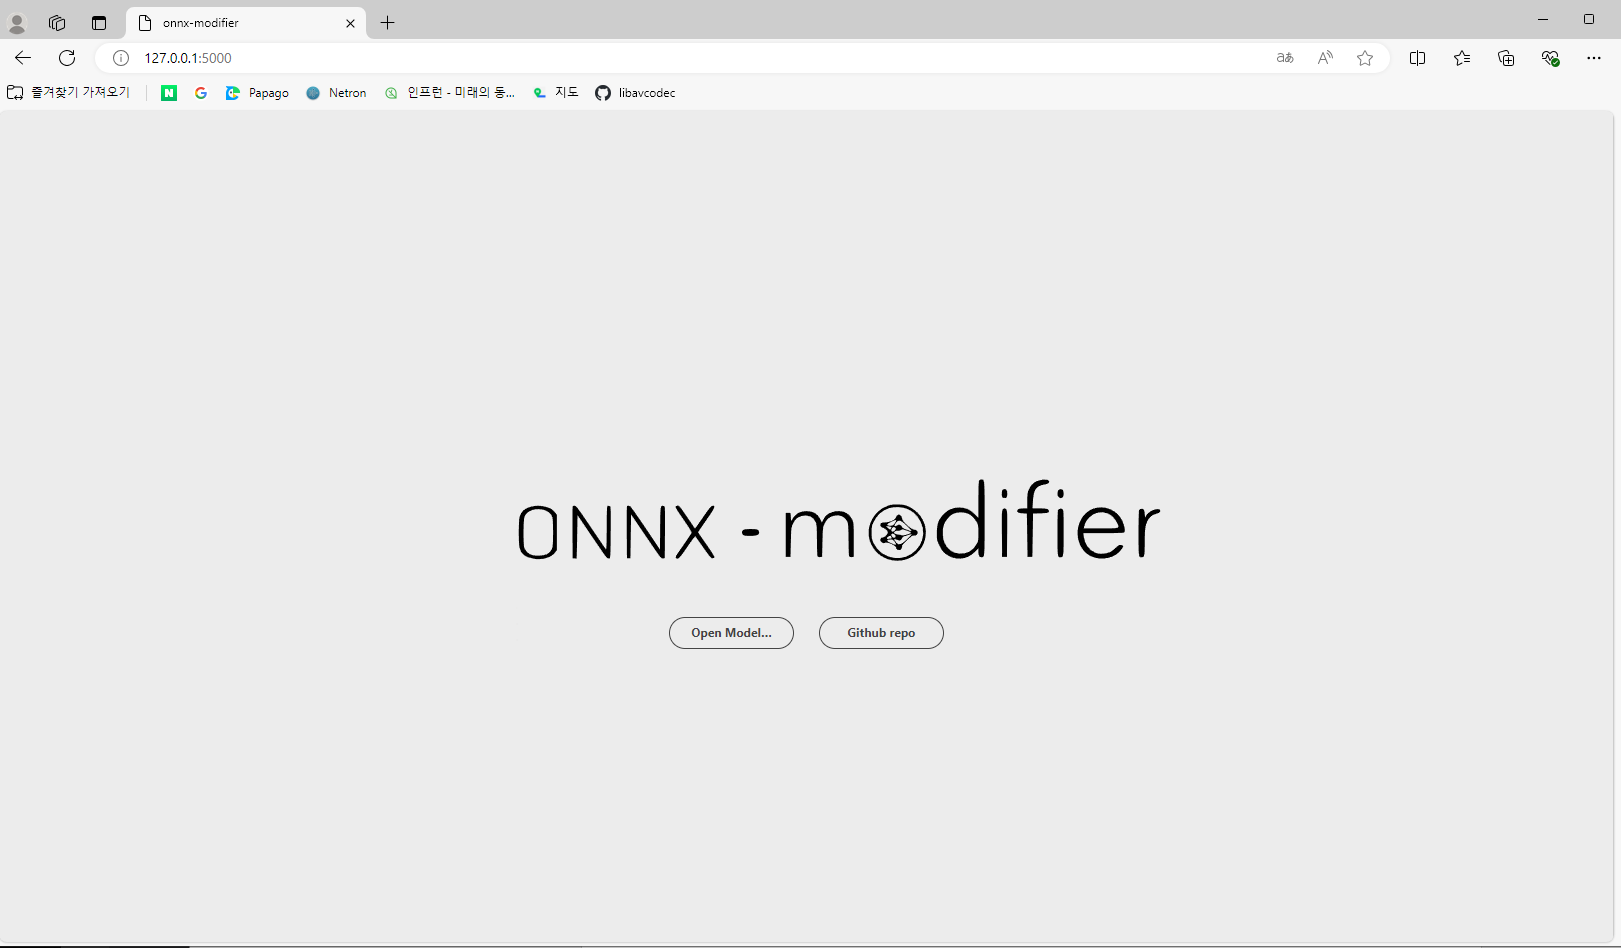 onnx-modifier
127.0.0.1:5000
즐겨찾기 가져오기
N
G
Papago
Netron
인프런 - 미래의 동...
지도
libavcodec
ONNX - modifier
Open Model...
Github repo